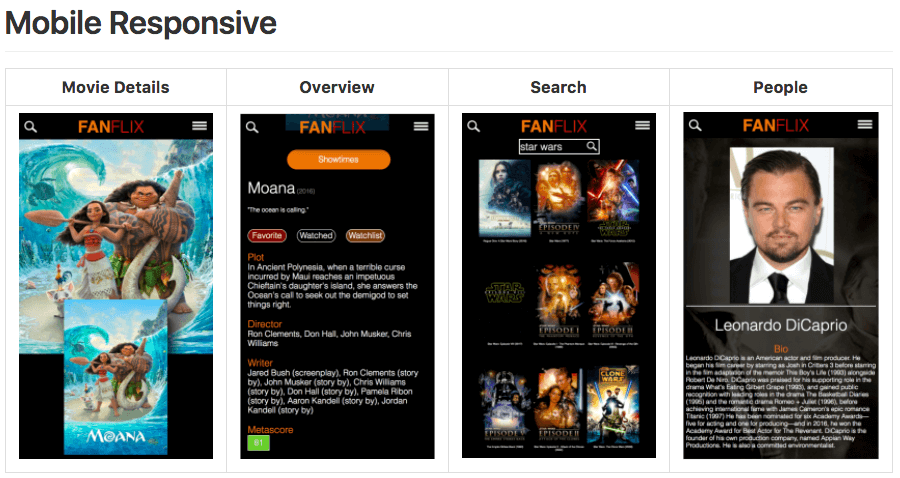 Mobile Responsive
Movie Details
Overview
Search
People
FANFLIX
MOANA
FANFLIX
Showtimes
Moana (2016)
"The ocean is calling."
Favorite Watched Watchlist
Plot
In Ancient Polynesia, when a terrible curse
incurred by Maui reaches an impetuous
Chieftain's daughter's island, she answers the
Ocean's call to seek out the demigod to set
things right.
Director
Ron Clements, Don Hall, John Musker, Chris
Williams
Writer
Jared Bush (screenplay), Ron Clements (story
by), John Musker (story by), Chris Williams
(story by), Don Hall (story by), Pamela Ribon
(story by), Aaron Kandell (story by), Jordan
Kandell (story by)
Metascore
81
FANFLIX
star wars
EPISODE IV
STAR WARS
EPISODE I
EPISODE II
CLONE WARS
FANFLIX
Leonardo DiCaprio
Bio
Leonardo DiCaprio is an American actor and film producer. He
began his film career by starring as Josh in Critters 3 before starring
in the film adaptation of the memoir This Boy's Life (1993) alongside
Robert De Niro. DiCaprio was praised for his supporting role in the
drama What's Eating Gilbert Grape (1993), and gained public
recognition with leading roles in the drama The Basketball Diaries
(1995) and the romantic drama Romeo + Juliet (1996), before
achieving international fame with James Cameron's epic romance
Titanic (1997) He has been nominated for six Academy Awards—
five for acting and one for producing—and in 2016, he won the
Academy Award for Best Actor for The Revenant. DiCaprio is the
founder of his own production company, named Appian Way
Productions. He is also a committed environmentalist.